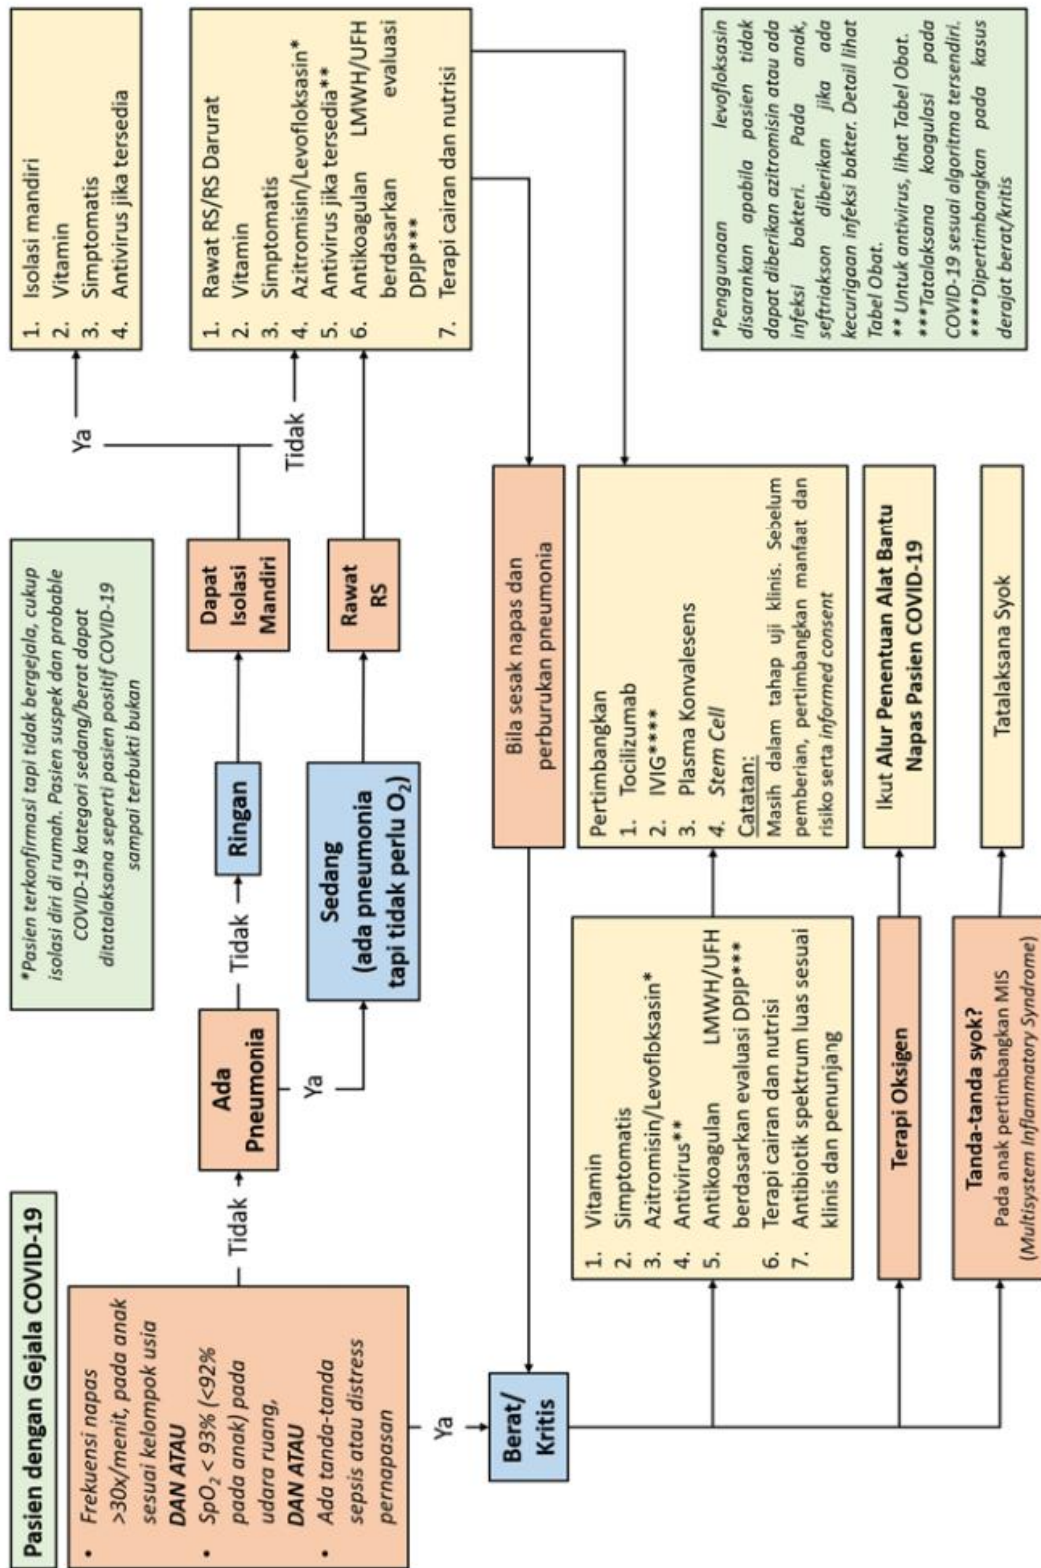 Pasien dengan Gejala COVID-19
• Frekuensi napas
>30x/menit, pada anak
sesuai kelompok usia
DAN ATAU
• SpO₂ < 93% (<92%
pada anak) pada
udara ruang,
DAN ATAU
• Ada tanda-tanda
sepsis atau distress
pernapasan
Tidak
Ya
Ada
Pneumonia
Tidak
Ya
*Pasien terkonfirmasi tapi tidak bergejala, cukup
isolasi diri di rumah. Pasien suspek dan probable
COVID-19 kategori sedang/berat dapat
ditatalaksana seperti pasien positif COVID-19
sampai terbukti bukan
Ringan
Sedang
(ada pneumonia
tapi tidak perlu O₂)
Dapat
Isolasi
Mandiri
Rawat
RS
Ya
Tidak
1. Isolasi mandiri
2. Vitamin
3. Simptomatis
4. Antivirus jika tersedia
1. Rawat RS/RS Darurat
2. Vitamin
3. Simptomatis
4. Azitromisin/Levofloksasin*
5. Antivirus jika tersedia**
6. Antikoagulan LMWH/UFH
berdasarkan evaluasi
DPJP***
7. Terapi cairan dan nutrisi
Berat/
Kritis
Bila sesak napas dan
perburukan pneumonia
1. Vitamin
2. Simptomatis
3. Azitromisin/Levofloksasin*
4. Antivirus**
5. Antikoagulan LMWH/UFH
berdasarkan evaluasi DPJP***
6. Terapi cairan dan nutrisi
7. Antibiotik spektrum luas sesuai
klinis dan penunjang
Pertimbangkan
1. Tocilizumab
2. IVIG****
3. Plasma Konvalesens
4. Stem Cell
Catatan:
Masih dalam tahap uji klinis. Sebelum
pemberian, pertimbangkan manfaat dan
risiko serta informed consent
Terapi Oksigen
Ikut Alur Penentuan Alat Bantu
Napas Pasien COVID-19
Tanda-tanda syok?
Pada anak pertimbangkan MIS
(Multisystem Inflammatory Syndrome)
Tatalaksana Syok
*Penggunaan levofloksasin
disarankan apabila pasien tidak
dapat diberikan azitromisin atau ada
infeksi bakteri. Pada anak,
seftriakson diberikan jika ada
kecurigaan infeksi bakter. Detail lihat
Tabel Obat.
** Untuk antivirus, lihat Tabel Obat.
***Tatalaksana koagulasi pada
COVID-19 sesuai algoritma tersendiri.
****Dipertimbangkan pada kasus
derajat berat/kritis